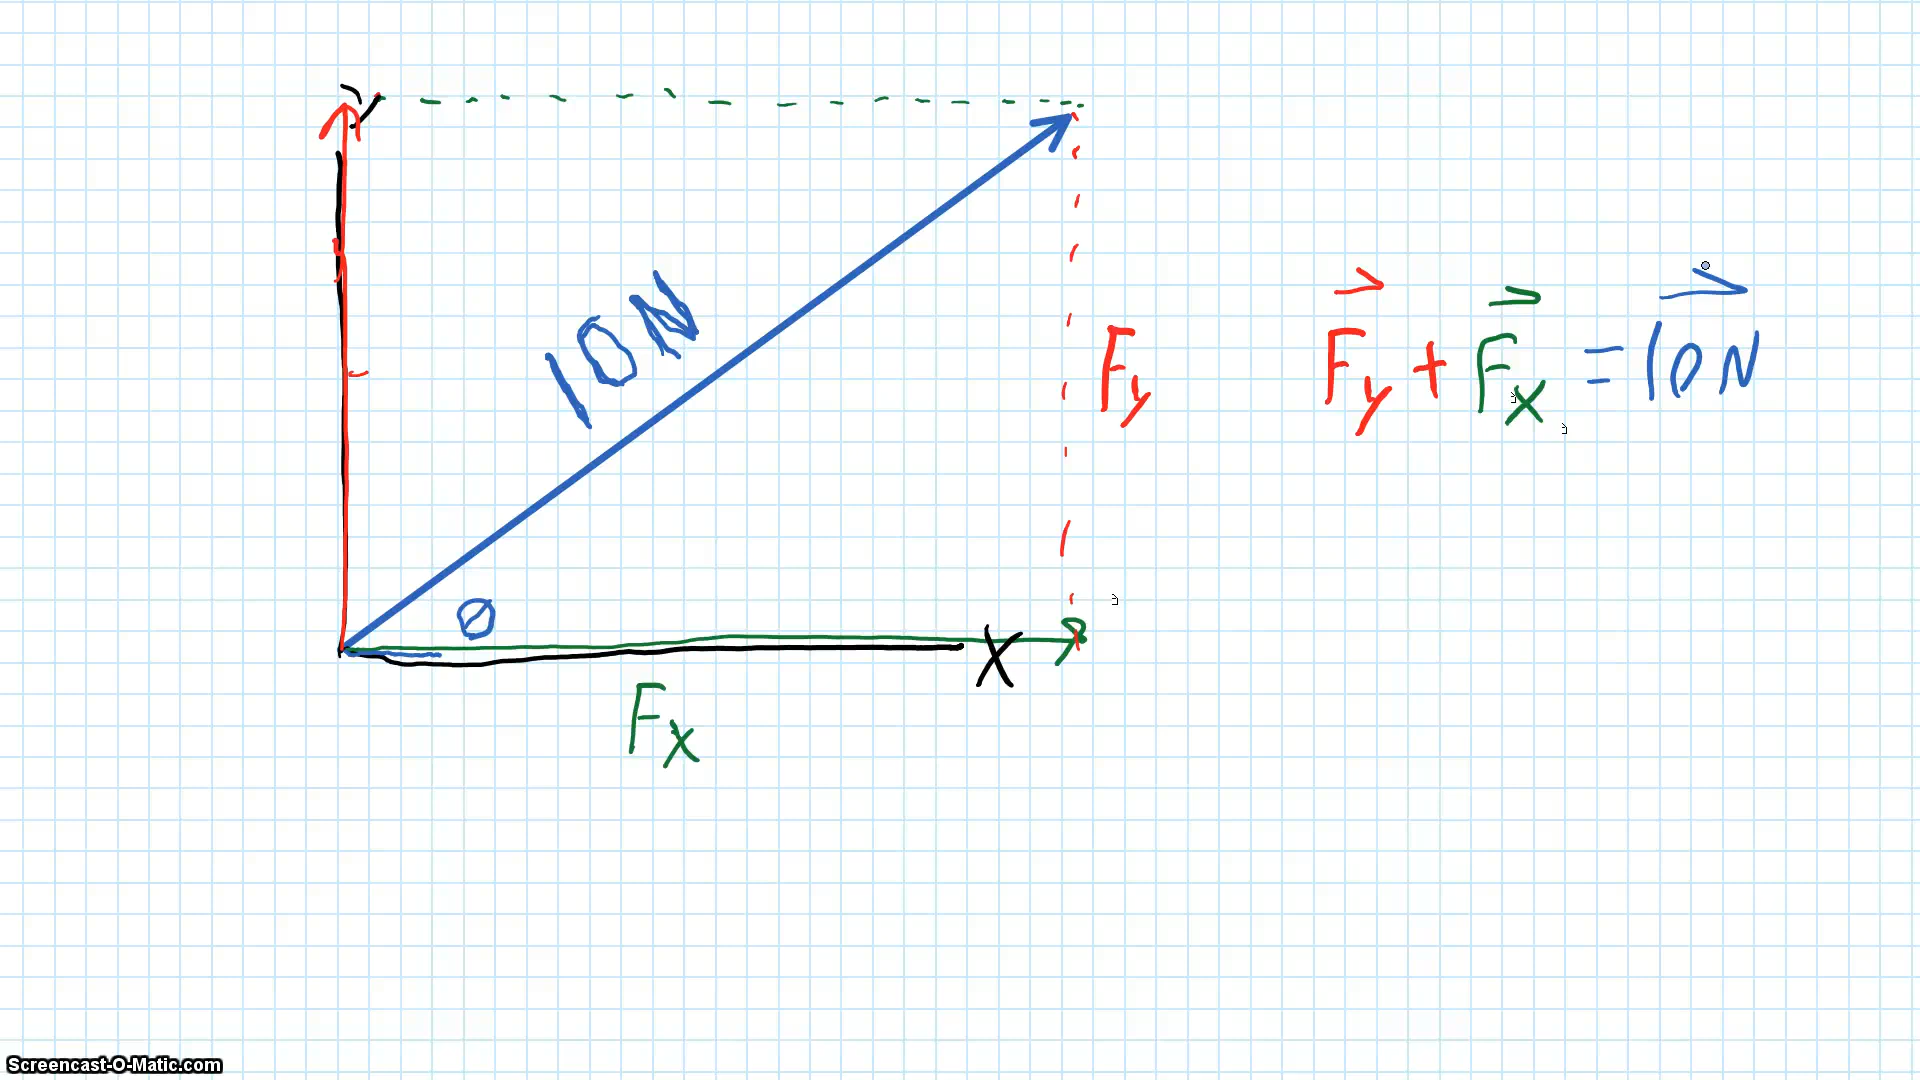 y
10N
Fy
Fy + Fx = 10N
θ
X
Fx
Screencast-O-Matic.com